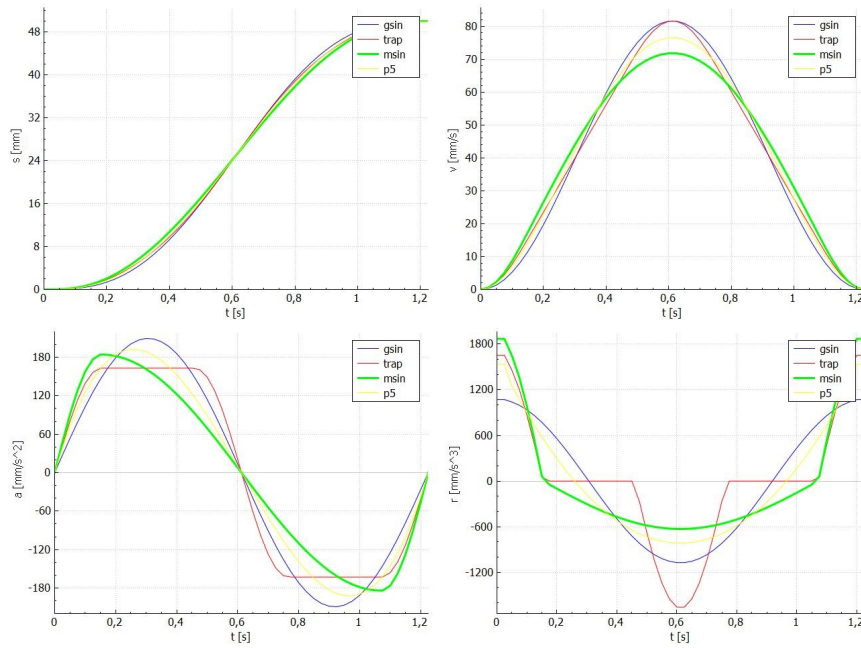 48
40
32
24
16
8
0
s [mm]
0
0,2
0,4
0,6
0,8
1
1,2
t [s]
gsin
trap
msin
p5
80
70
60
50
40
30
20
10
0
v [mm/s]
0,2
0,4
0,6
0,8
1
1,2
t [s]
gsin
trap
msin
p5
180
120
60
0
-60
-120
-180
a [mm/s^2]
0
0,2
0,4
0,6
0,8
1
1,2
t [s]
gsin
trap
msin
p5
1800
1200
600
0
-600
-1200
r [mm/s^3]
0
0,2
0,4
0,6
0,8
1
1,2
t [s]
gsin
trap
msin
p5